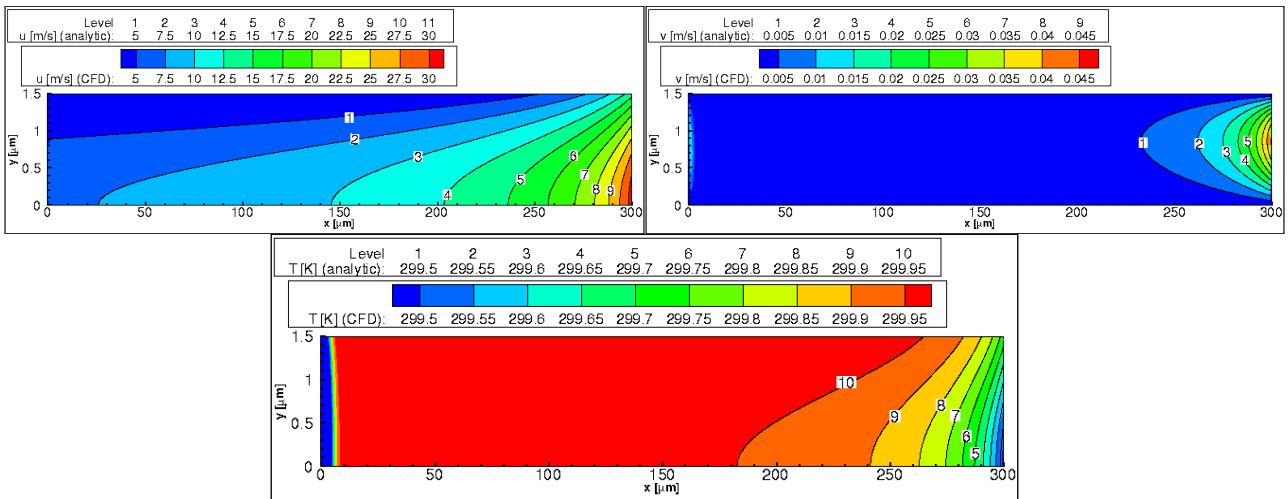 Level 1 2 3 4 5 6 7 8 9 10 11
u [m/s] (analytic): 5 7.5 10 12.5 15 17.5 20 22.5 25 27.5 30
u [m/s] (CFD): 5 7.5 10 12.5 15 17.5 20 22.5 25 27.5 30
y [μm]
1.5
1
0.5
0
1 2 3 4 5 6 7 8 9
0 50 100 150 200 250 300
x [μm]
Level 1 2 3 4 5 6 7 8 9
v [m/s] (analytic): 0.005 0.01 0.015 0.02 0.025 0.03 0.035 0.04 0.045
v [m/s] (CFD): 0.005 0.01 0.015 0.02 0.025 0.03 0.035 0.04 0.045
y [μm]
1.5
1
0.5
0
1 2 3 4 5
0 50 100 150 200 250 300
x [μm]
Level 1 2 3 4 5 6 7 8 9 10
T [K] (analytic): 299.5 299.55 299.6 299.65 299.7 299.75 299.8 299.85 299.9 299.95
T [K] (CFD): 299.5 299.55 299.6 299.65 299.7 299.75 299.8 299.85 299.9 299.95
y [μm]
1.5
1
0.5
0
10 9 8 7 6 5
0 50 100 150 200 250 300
x [μm]